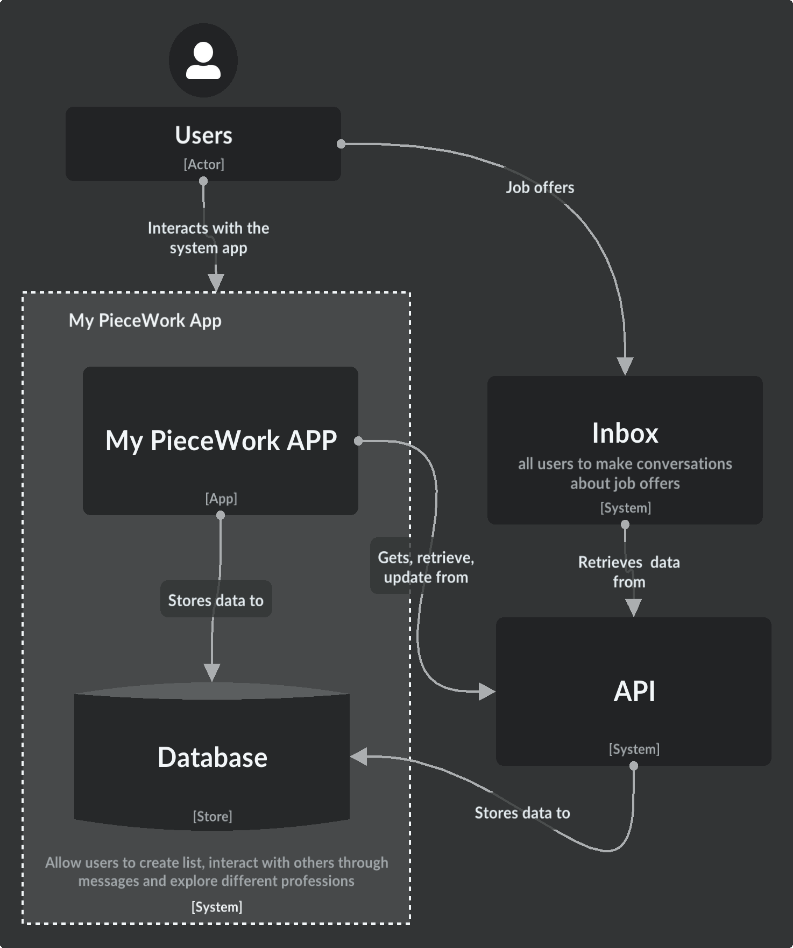 Users
[Actor]
Job offers
Interacts with the
system app
My PieceWork App
My PieceWork APP
[App]
Inbox
all users to make conversations
about job offers
[System]
Gets, retrieve,
update from
Retrieves data
from
Stores data to
API
[System]
Database
[Store]
Stores data to
Allow users to create list, interact with others through
messages and explore different professions
[System]